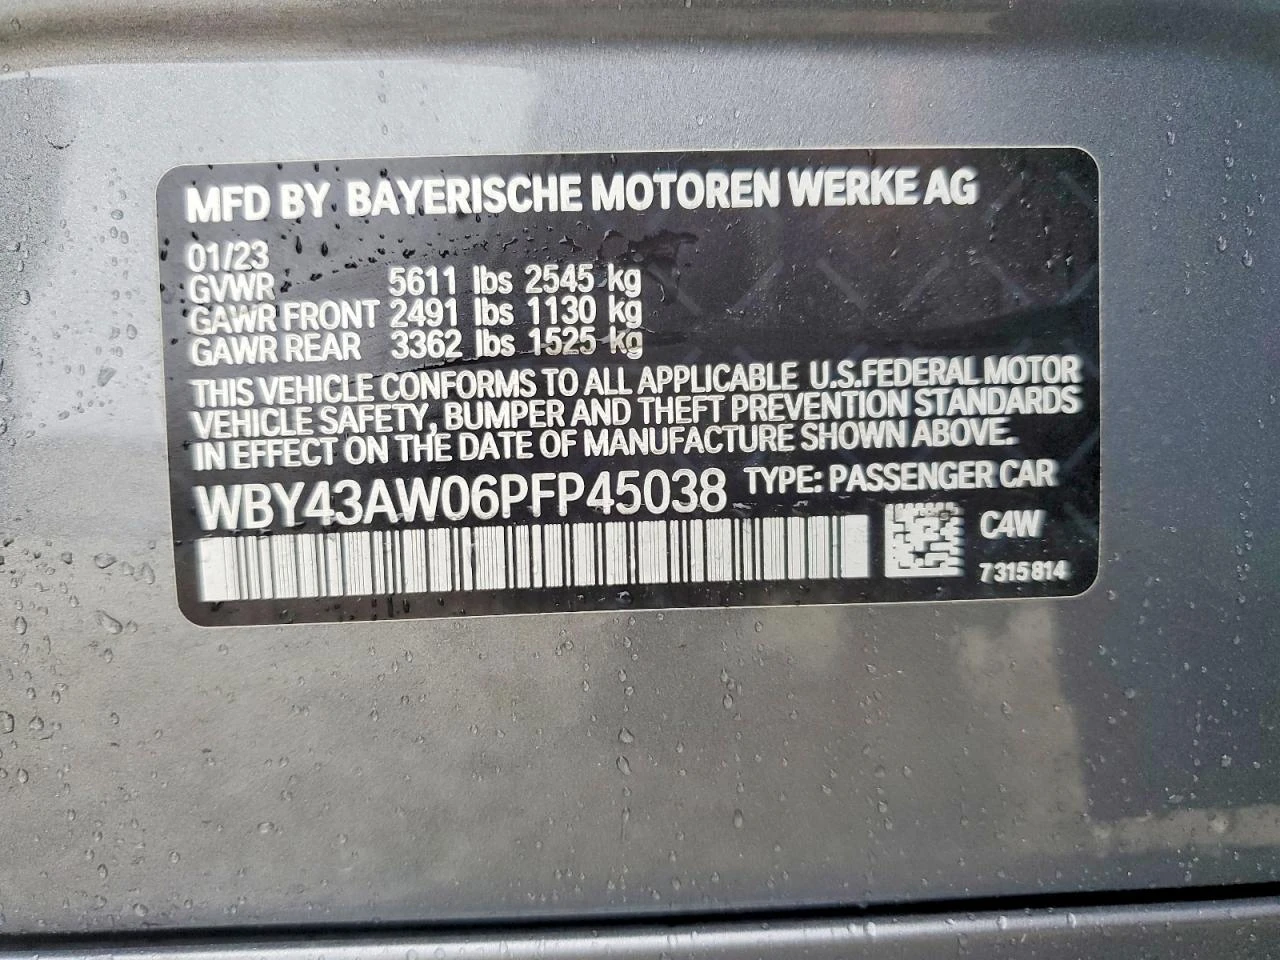 MFD BY BAYERISCHE MOTOREN WERKE AG
01/23
GVWR 5611 lbs 2545 kg
GAWR FRONT 2491 lbs 1130 kg
GAWR REAR 3362 lbs 1525 kg
THIS VEHICLE CONFORMS TO ALL APPLICABLE U.S.FEDERAL MOTOR
VEHICLE SAFETY, BUMPER AND THEFT PREVENTION STANDARDS
IN EFFECT ON THE DATE OF MANUFACTURE SHOWN ABOVE.
WBY43AW06PFP45038 TYPE: PASSENGER CAR
C4W
7315814